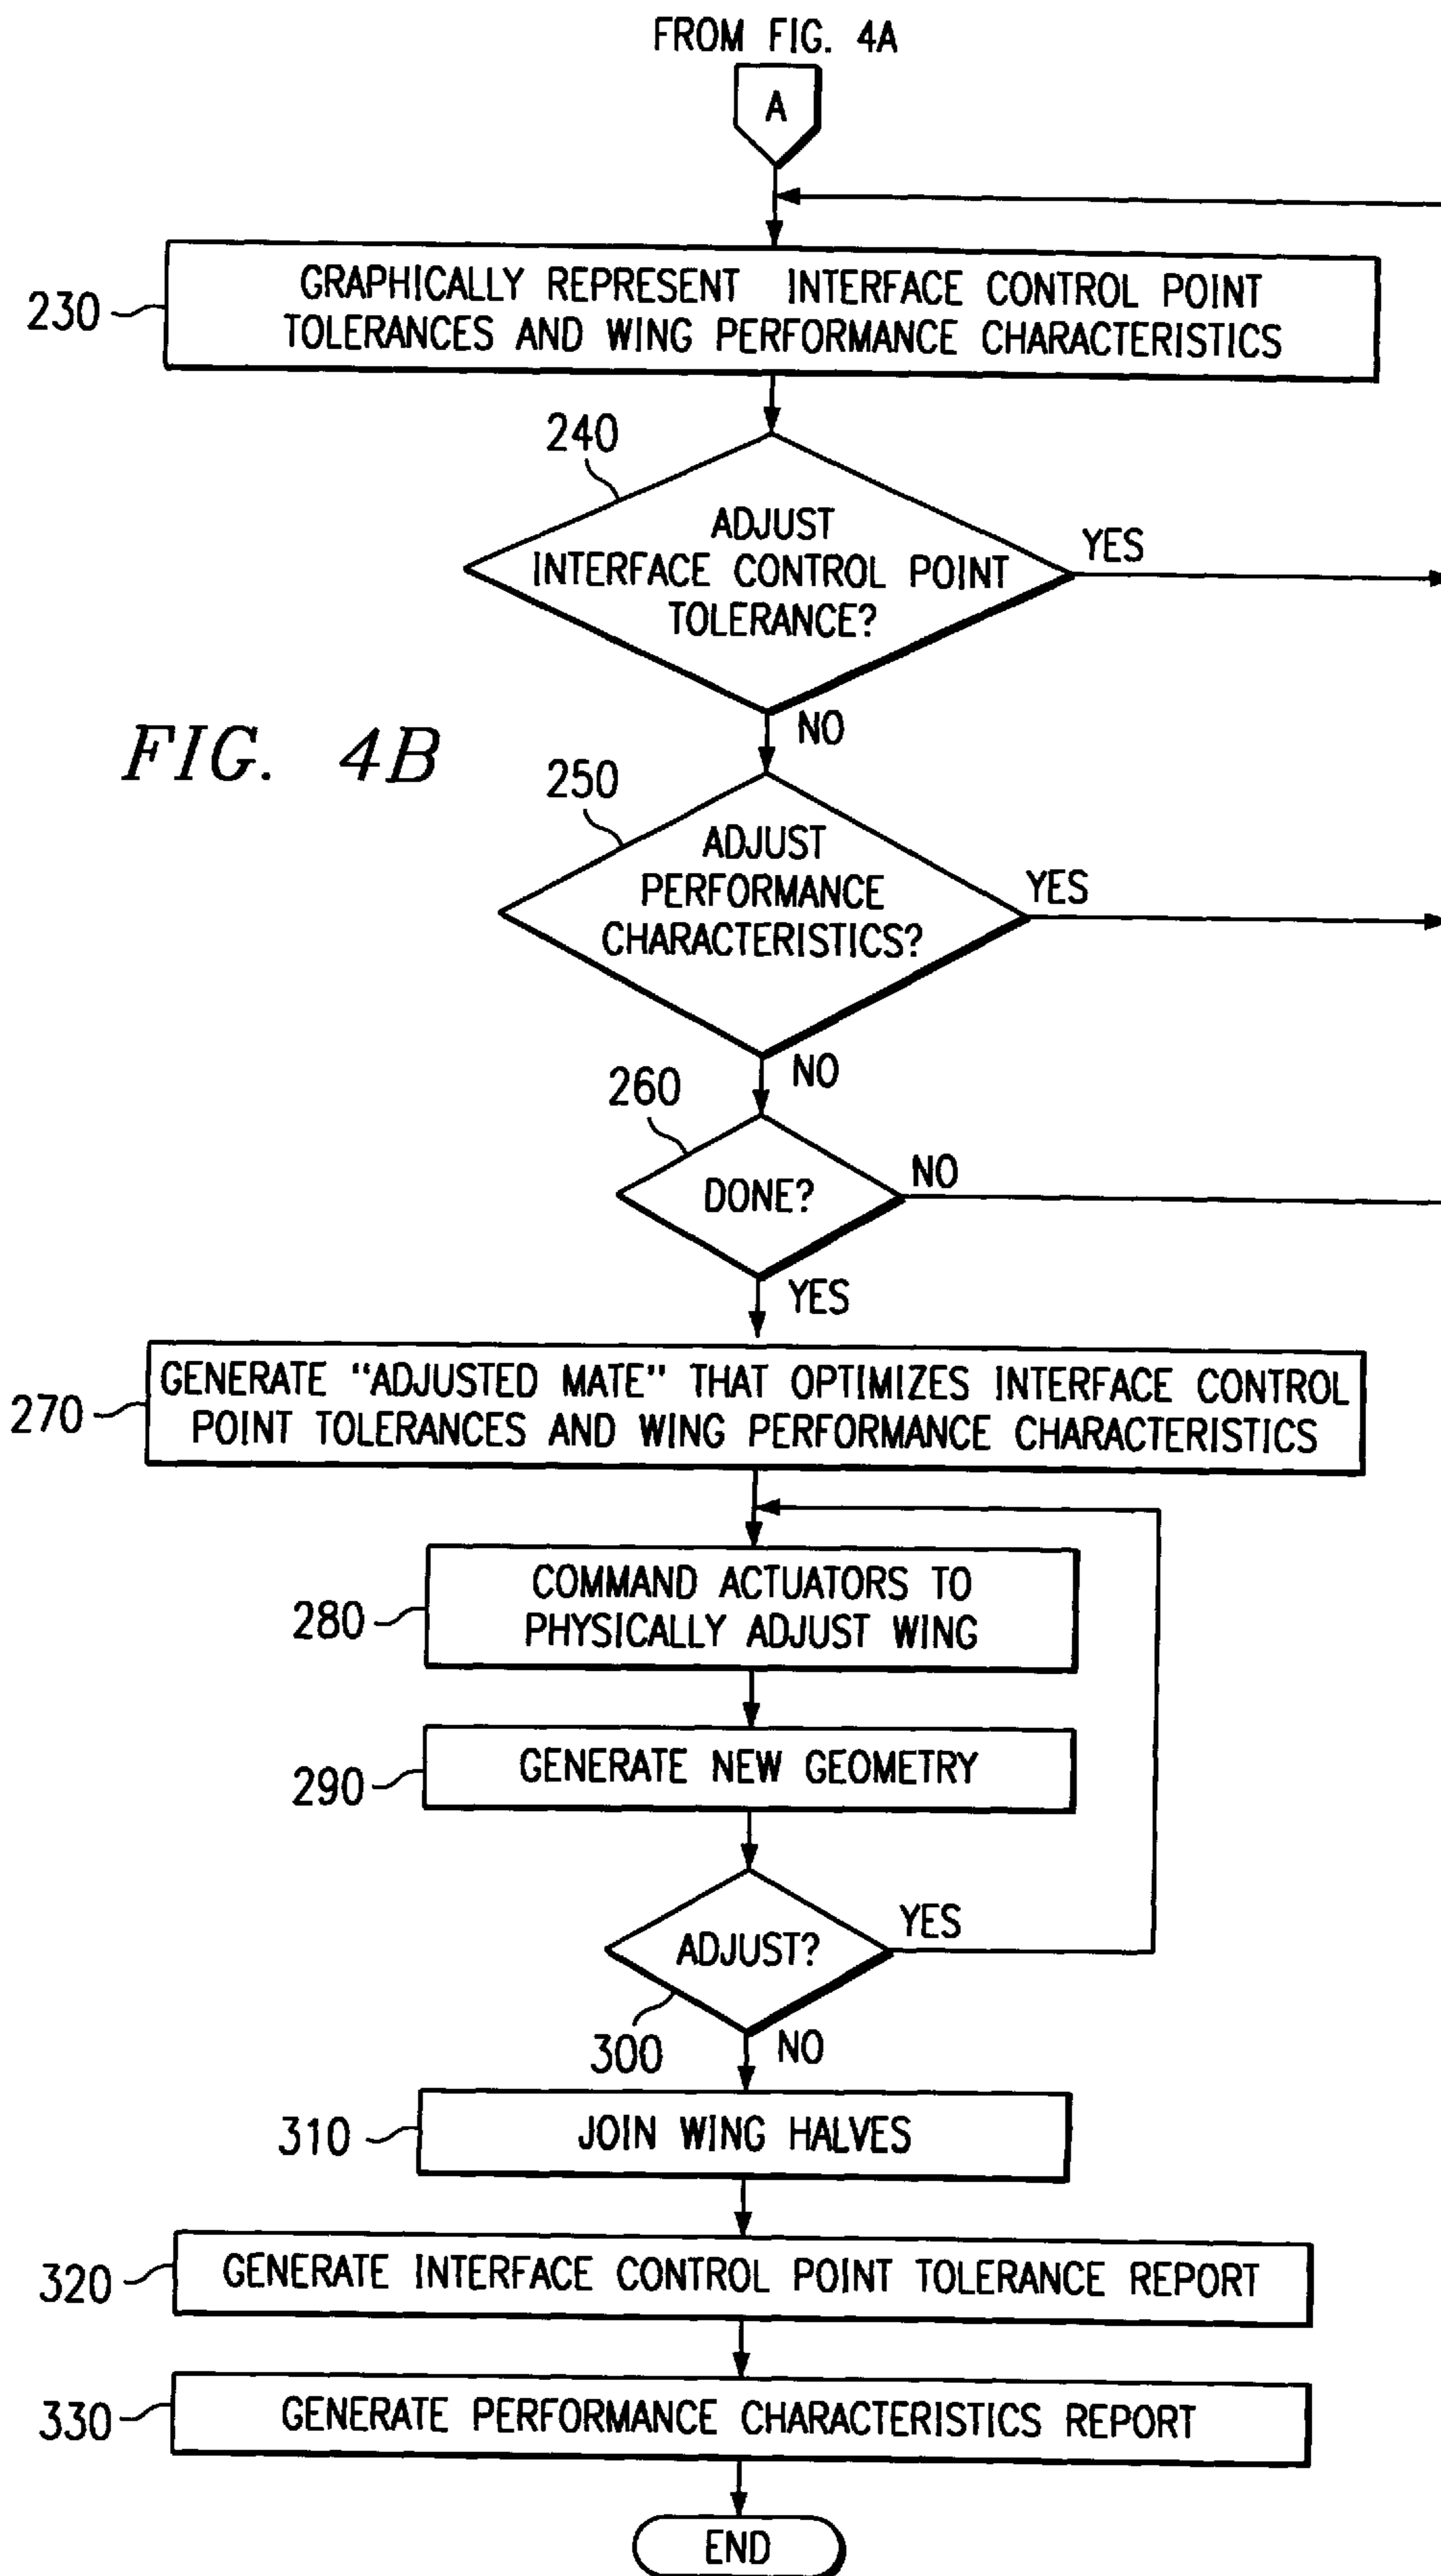 FROM FIG. 4A
A
230
GRAPHICALLY REPRESENT INTERFACE CONTROL POINT
TOLERANCES AND WING PERFORMANCE CHARACTERISTICS
240
ADJUST
INTERFACE CONTROL POINT
TOLERANCE?
YES
NO
FIG. 4B
250
ADJUST
PERFORMANCE
CHARACTERISTICS?
YES
NO
260
DONE?
NO
YES
270
GENERATE "ADJUSTED MATE" THAT OPTIMIZES INTERFACE CONTROL
POINT TOLERANCES AND WING PERFORMANCE CHARACTERISTICS
280
COMMAND ACTUATORS TO
PHYSICALLY ADJUST WING
290
GENERATE NEW GEOMETRY
ADJUST?
YES
300
NO
310
JOIN WING HALVES
320
GENERATE INTERFACE CONTROL POINT TOLERANCE REPORT
330
GENERATE PERFORMANCE CHARACTERISTICS REPORT
END